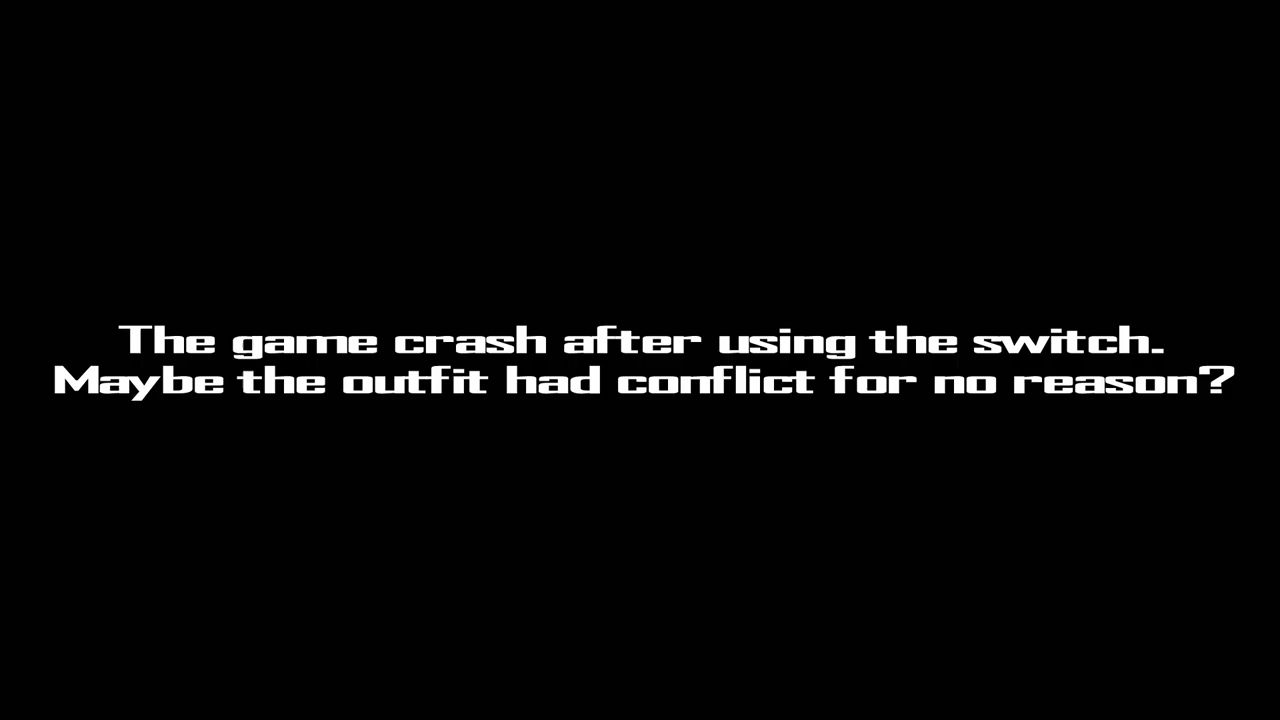 The game crash after using the switch.
Maybe the outfit had conflict for no reason?